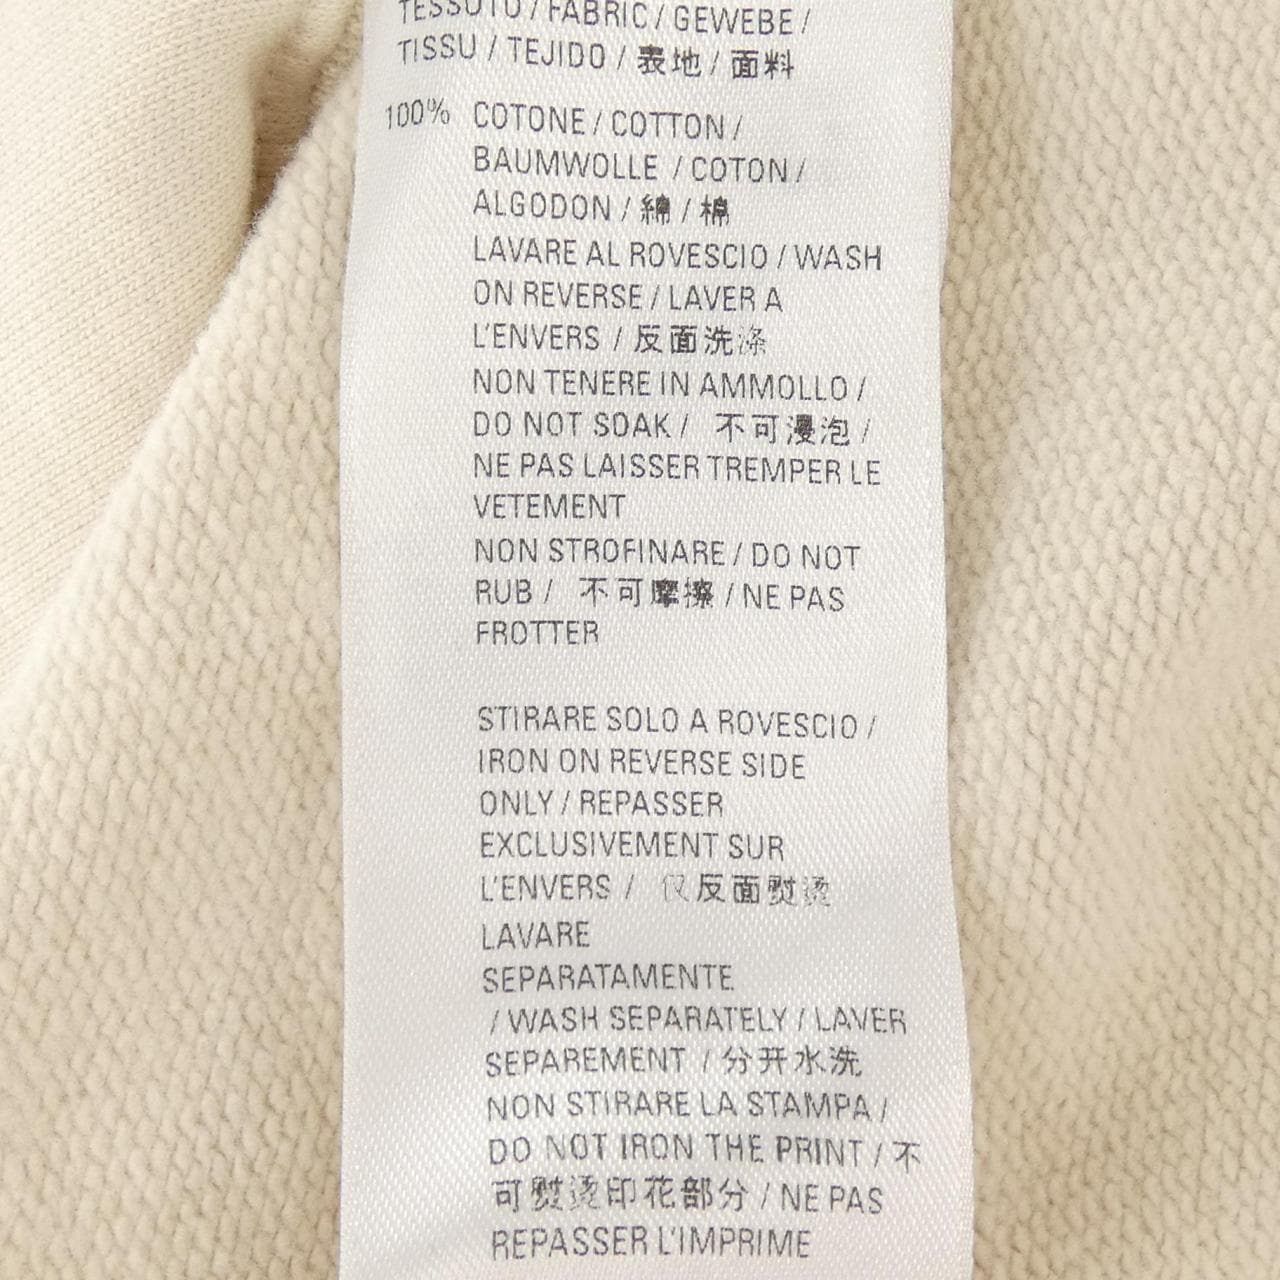 TESSUTO / FABRIC / GEWEBE /
TISSU / TEJIDO / 表地 / 面料
100% COTONE / COTTON /
BAUMWOLLE / COTON /
ALGODON / 綿 / 棉
LAVARE AL ROVESCIO / WASH
ON REVERSE / LAVER A
L'ENVERS / 反面洗涤
NON TENERE IN AMMOLLO /
DO NOT SOAK / 不可浸泡 /
NE PAS LAISSER TREMPER LE
VETEMENT
NON STROFINARE / DO NOT
RUB / 不可摩擦 / NE PAS
FROTTER
STIRARE SOLO A ROVESCIO /
IRON ON REVERSE SIDE
ONLY / REPASSER
EXCLUSIVEMENT SUR
L'ENVERS / 仅反面熨烫
LAVARE
SEPARATAMENTE
/ WASH SEPARATELY / LAVER
SEPAREMENT / 分开水洗
NON STIRARE LA STAMPA /
DO NOT IRON THE PRINT / 不
可熨烫印花部分 / NE PAS
REPASSER L'IMPRIME